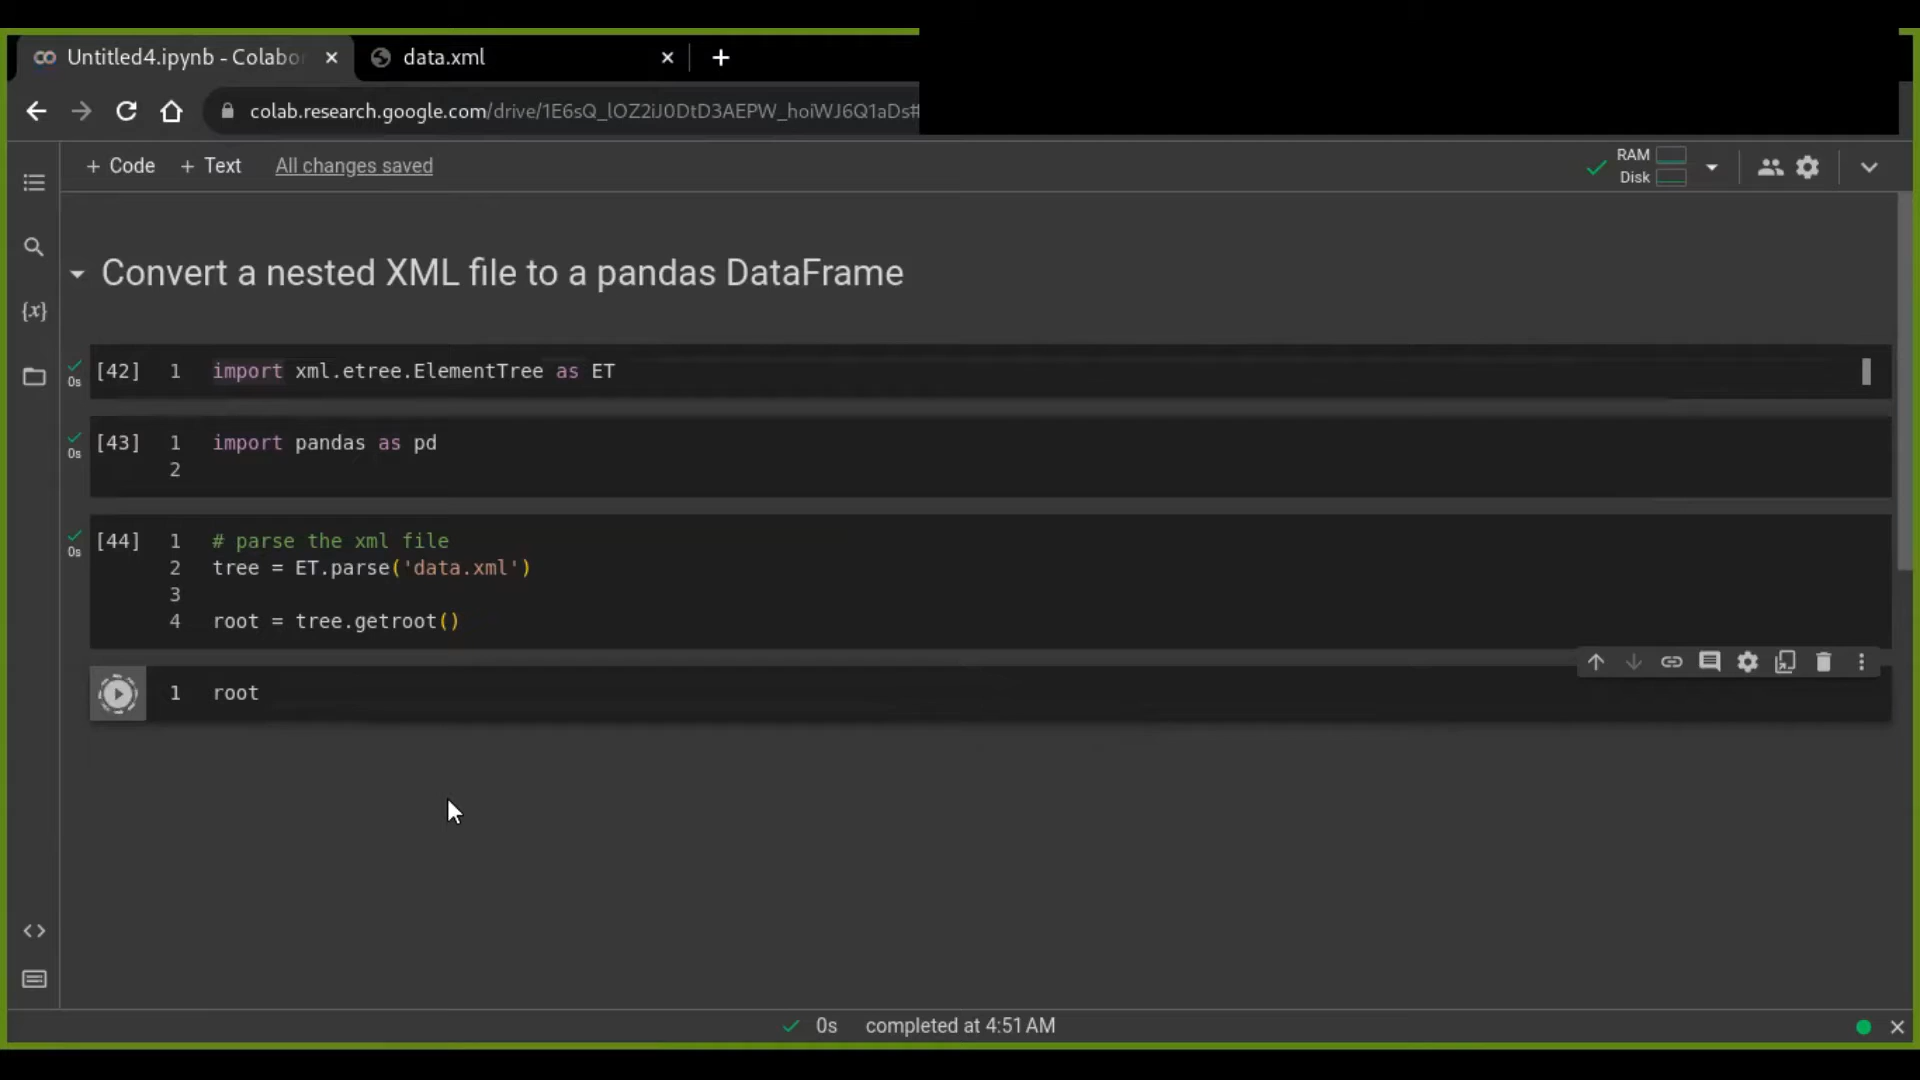 Untitled4.ipynb - Colabo
data.xml
colab.research.google.com/drive/1E6sQ_lOZ2iJ0DtD3AEPW_hoiWJ6Q1aDs#
+ Code + Text All changes saved
RAM
Disk
Convert a nested XML file to a pandas DataFrame
{x}
0s [42] 1 import xml.etree.ElementTree as ET
0s [43] 1 import pandas as pd
2
0s [44] 1 # parse the xml file
2 tree = ET.parse('data.xml')
3
4 root = tree.getroot()
1 root
0s completed at 4:51 AM